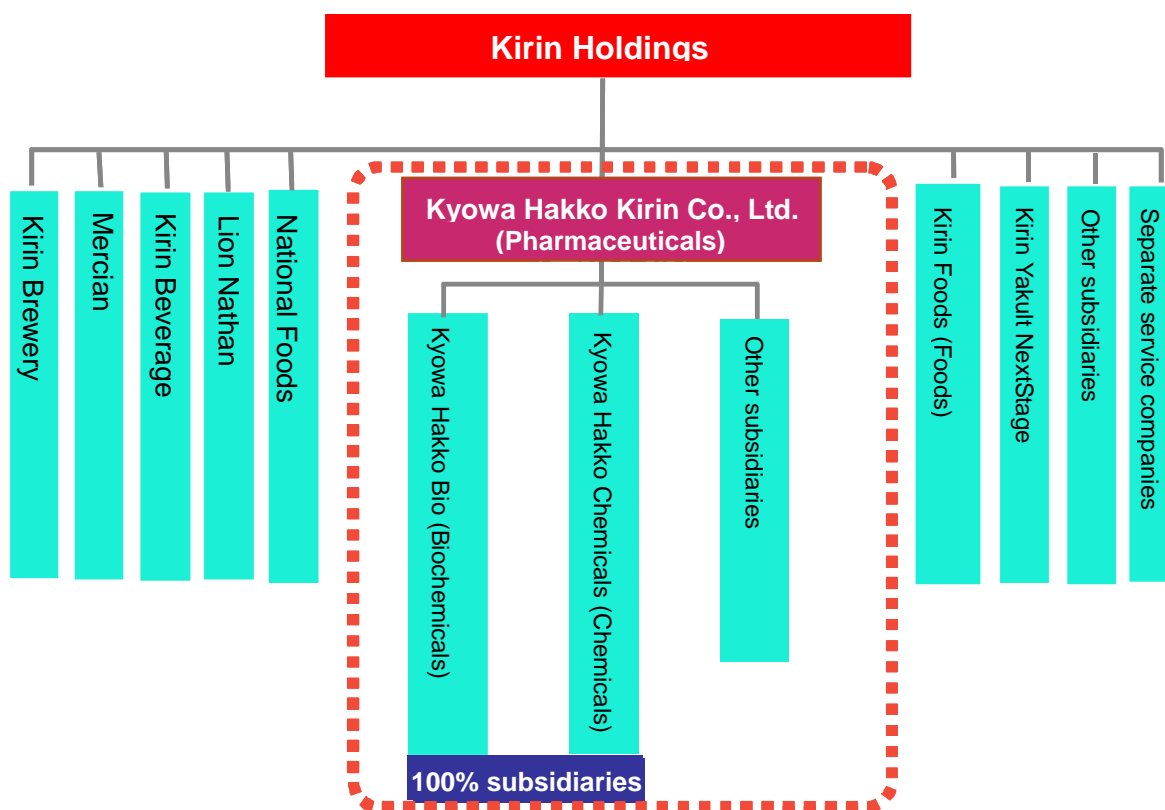 Kirin Holdings
Kirin Brewery
Mercian
Kirin Beverage
Lion Nathan
National Foods
Kyowa Hakko Kirin Co., Ltd.
(Pharmaceuticals)
Kyowa Hakko Bio (Biochemicals)
Kyowa Hakko Chemicals (Chemicals)
Other subsidiaries
100% subsidiaries
Kirin Foods (Foods)
Kirin Yakult NextStage
Other subsidiaries
Separate service companies